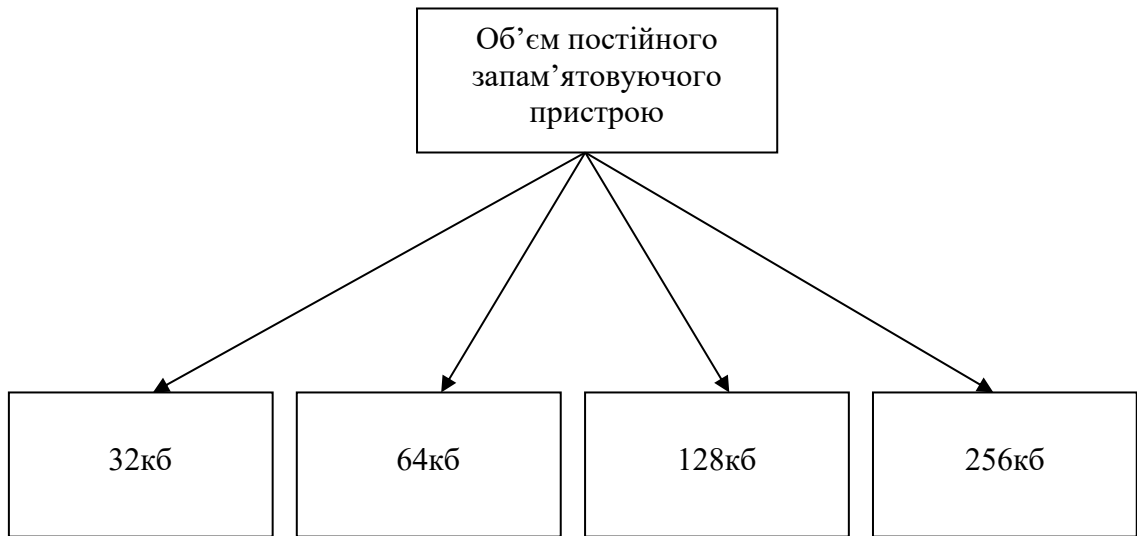 Об’єм постійного
запам’ятовуючого
пристрою
32кб
64кб
128кб
256кб